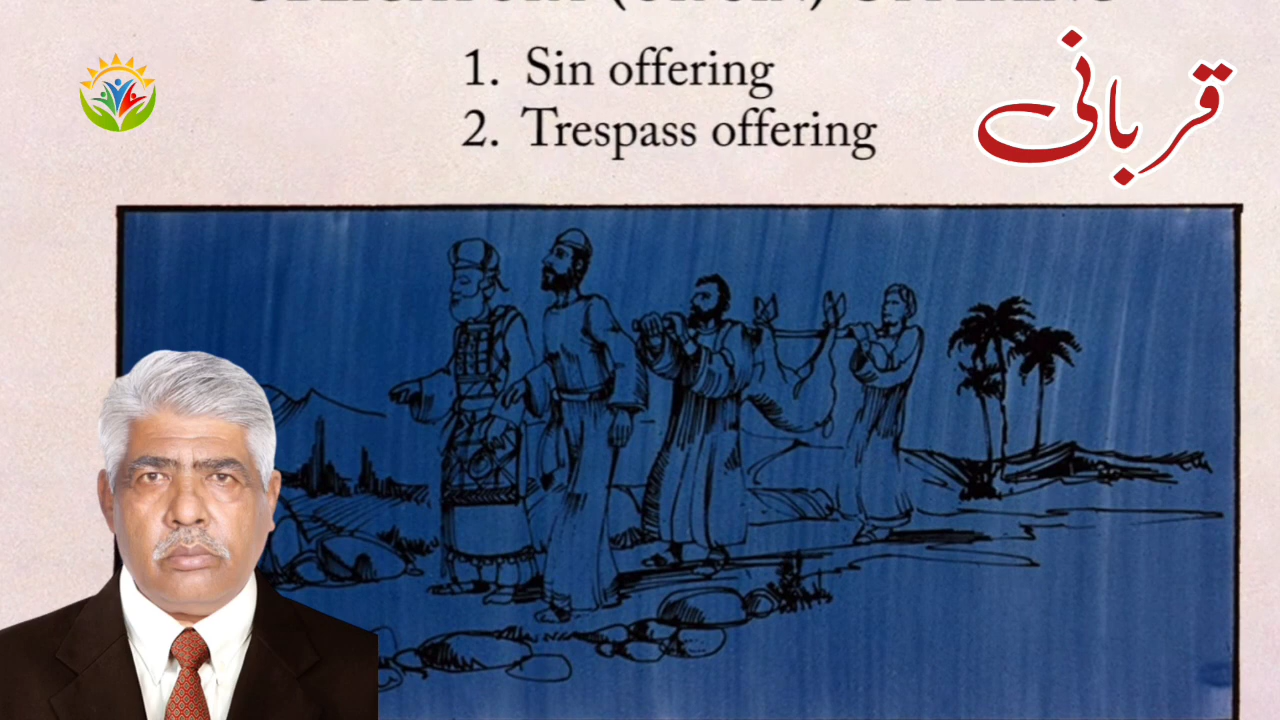 1. Sin offering
2. Trespass offering
قربانی